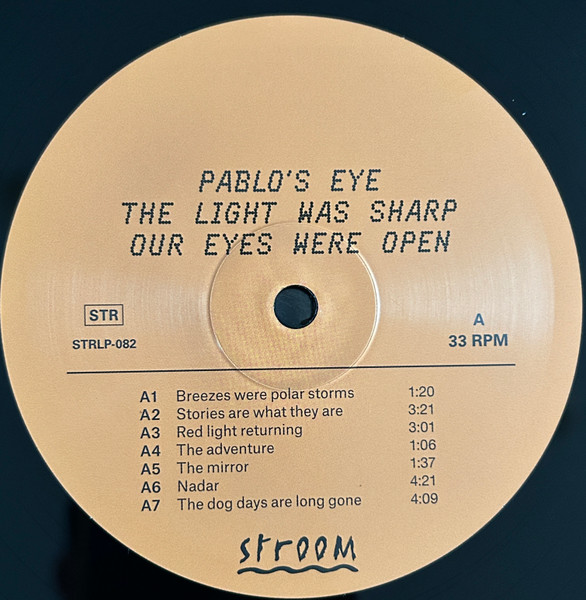 PABLO'S EYE
THE LIGHT WAS SHARP
OUR EYES WERE OPEN
STR
STRLP-082
A
33 RPM
A1 Breezes were polar storms 1:20
A2 Stories are what they are 3:21
A3 Red light returning 3:01
A4 The adventure 1:06
A5 The mirror 1:37
A6 Nadar 4:21
A7 The dog days are long gone 4:09
STROOM